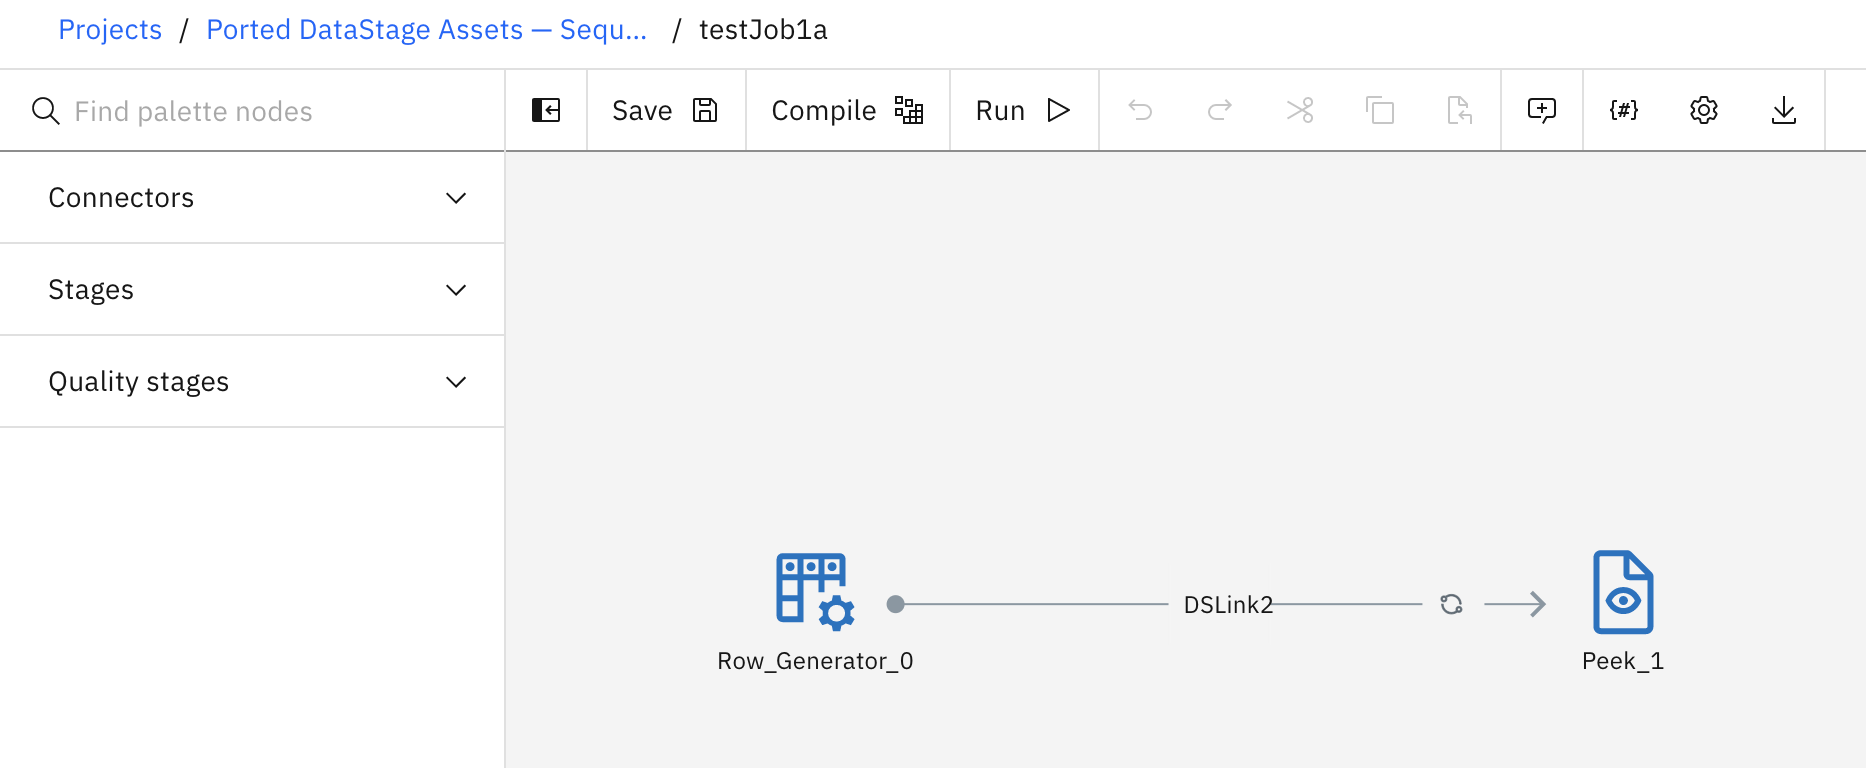 Projects / Ported DataStage Assets — Sequ... / testJob1a
Find palette nodes
Save
Compile
Run
{#}
Connectors
Stages
Quality stages
DSLink2
Row_Generator_0
Peek_1